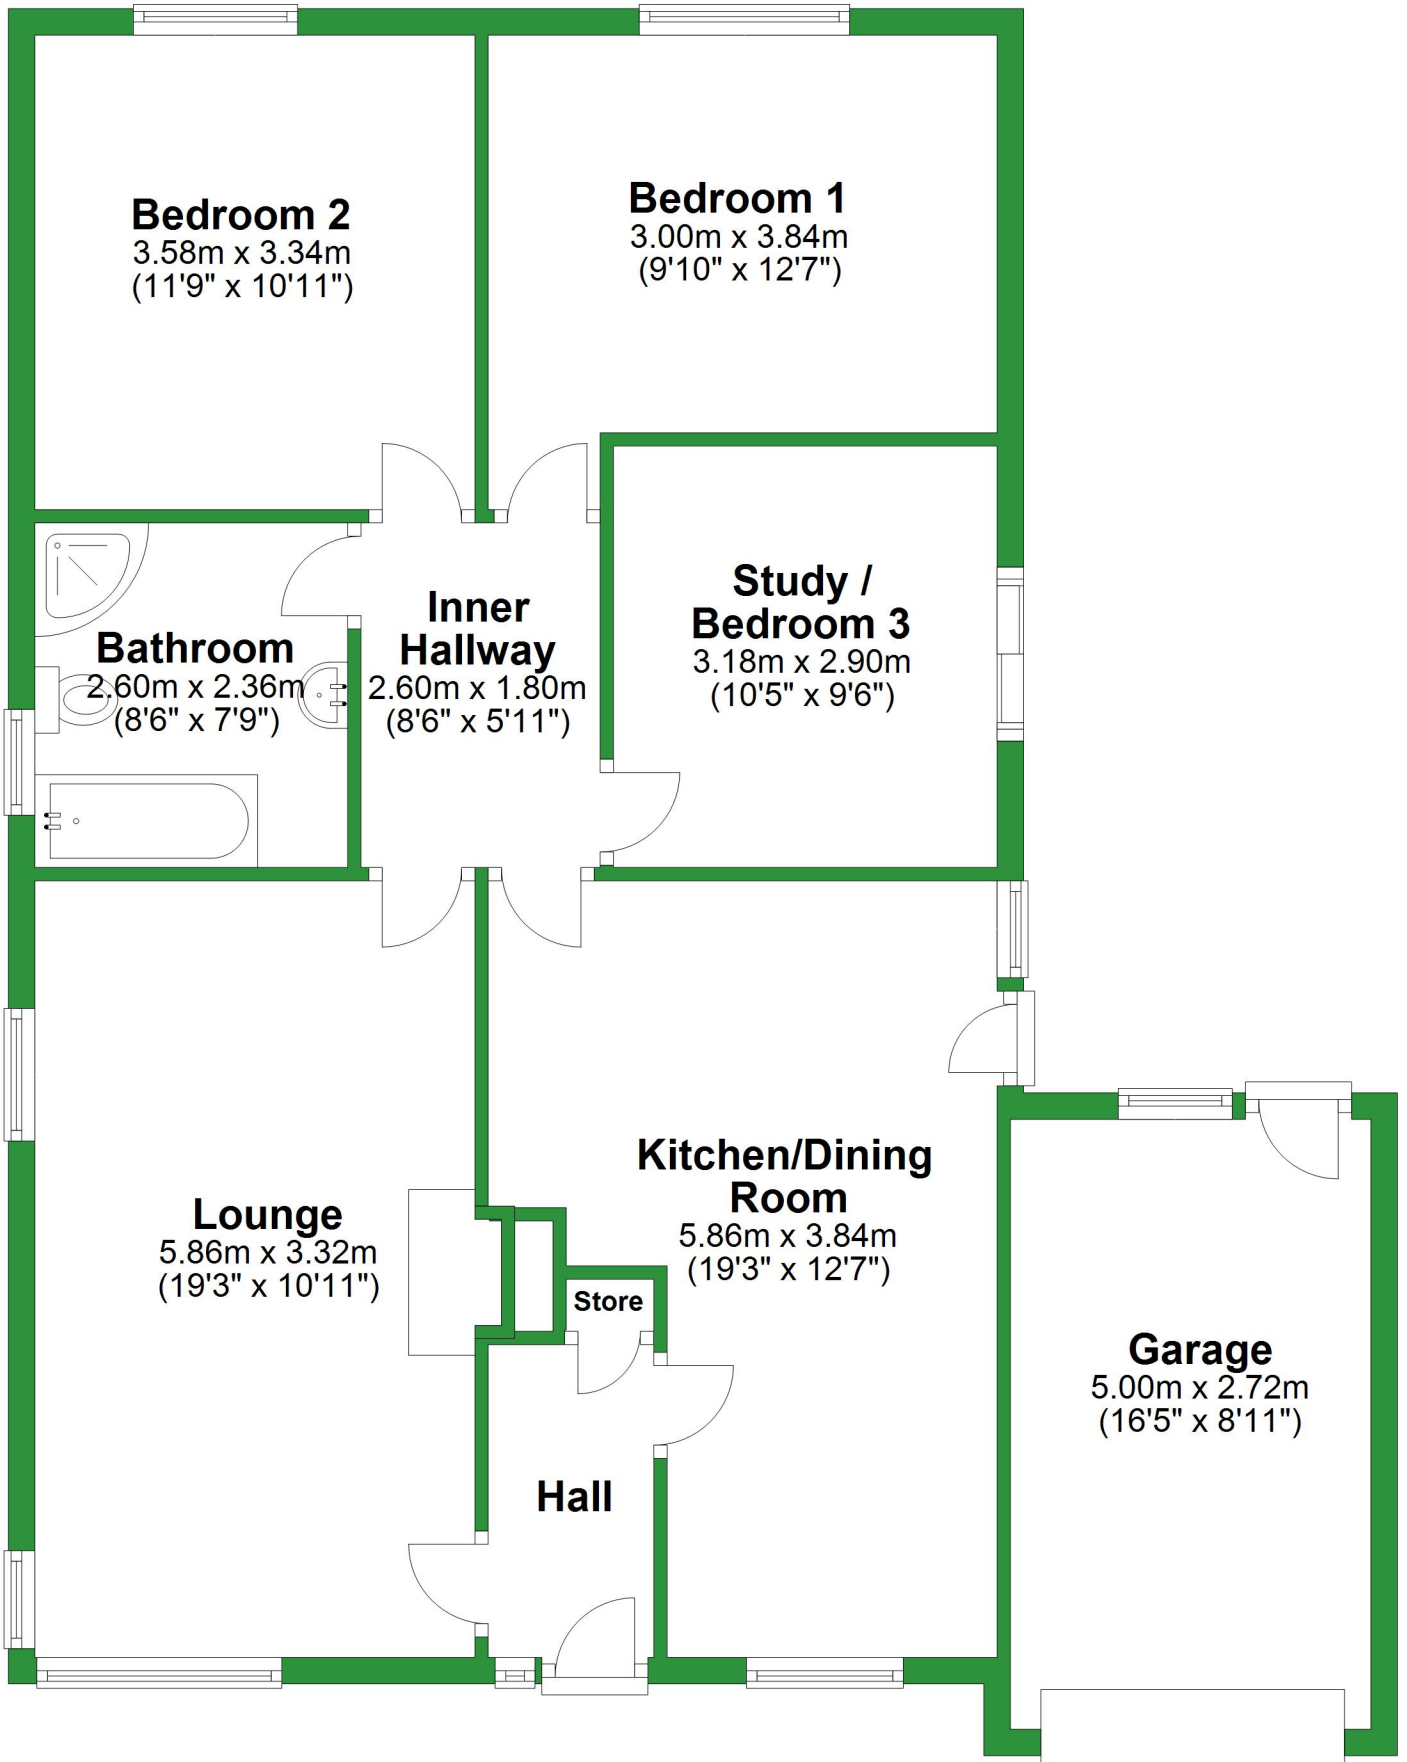 Bedroom 2
3.58m x 3.34m
(11'9" x 10'11")
Bedroom 1
3.00m x 3.84m
(9'10" x 12'7")
Study /
Bedroom 3
3.18m x 2.90m
(10'5" x 9'6")
Inner
Hallway
2.60m x 1.80m
(8'6" x 5'11")
Bathroom
2.60m x 2.36m
(8'6" x 7'9")
Kitchen/Dining
Room
5.86m x 3.84m
(19'3" x 12'7")
Lounge
5.86m x 3.32m
(19'3" x 10'11")
Store
Garage
5.00m x 2.72m
(16'5" x 8'11")
Hall